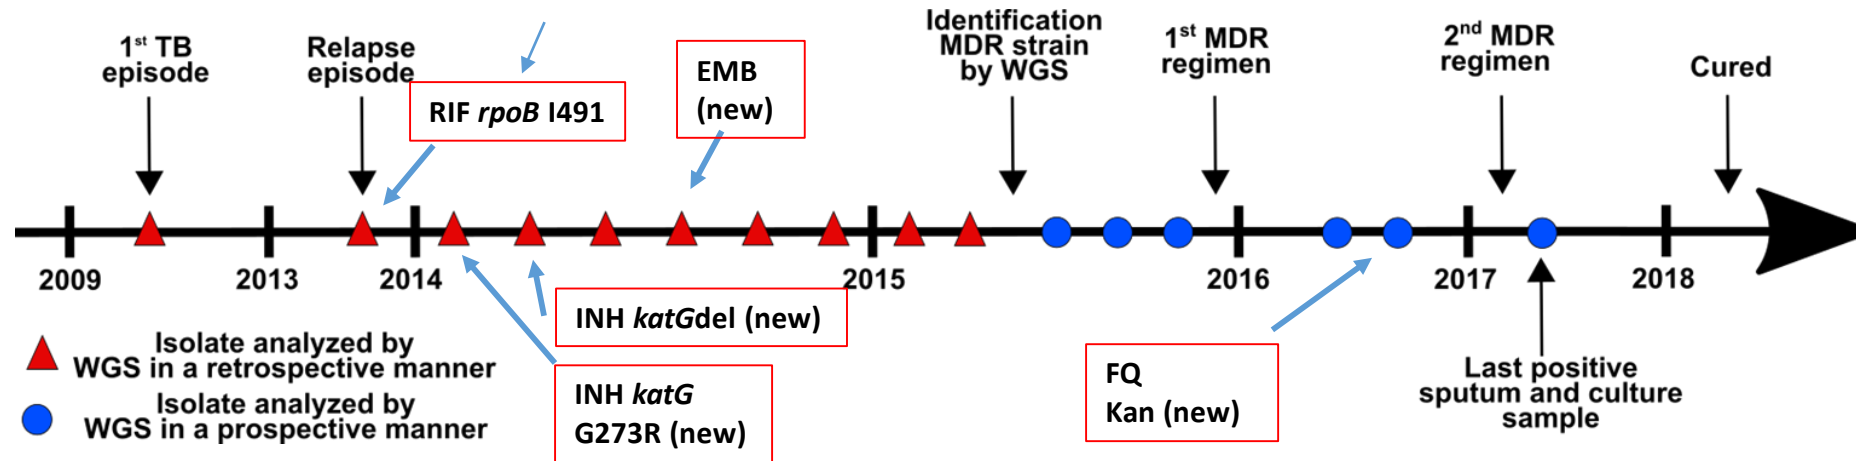 1st TB
episode
Relapse
episode
RIF rpoB I491
EMB
(new)
Identification
MDR strain
by WGS
1st MDR
regimen
2nd MDR
regimen
Cured
2009
2013
2014
2015
2016
2017
2018
INH katGdel (new)
INH katG
G273R (new)
FQ
Kan (new)
Last positive
sputum and culture
sample
Isolate analyzed by
WGS in a retrospective manner
Isolate analyzed by
WGS in a prospective manner